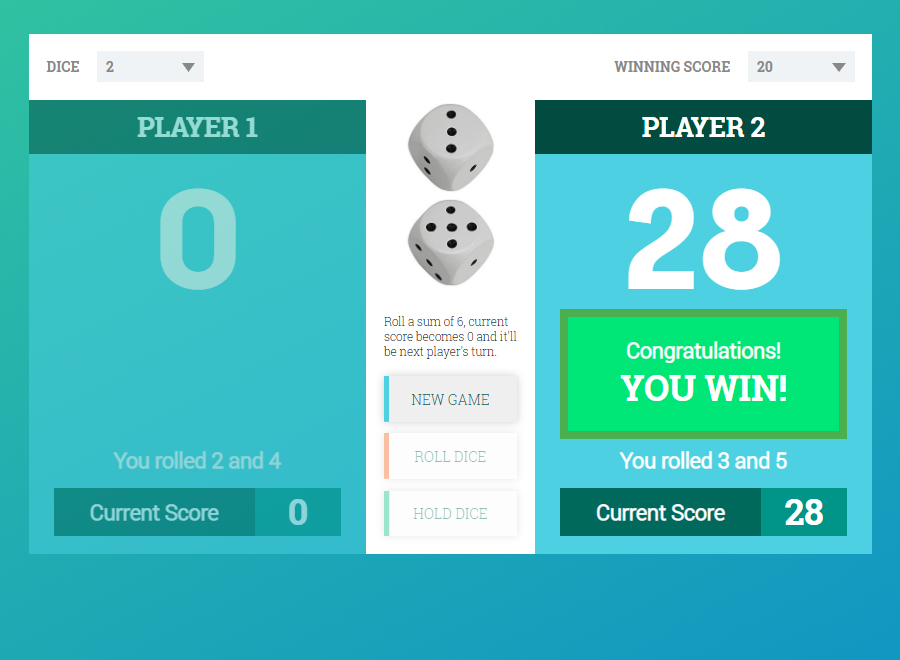 DICE 2
WINNING SCORE 20
PLAYER 1
0
You rolled 2 and 4
Current Score 0
Roll a sum of 6, current
score becomes 0 and it'll
be next player's turn.
NEW GAME
ROLL DICE
HOLD DICE
PLAYER 2
28
Congratulations!
YOU WIN!
You rolled 3 and 5
Current Score 28